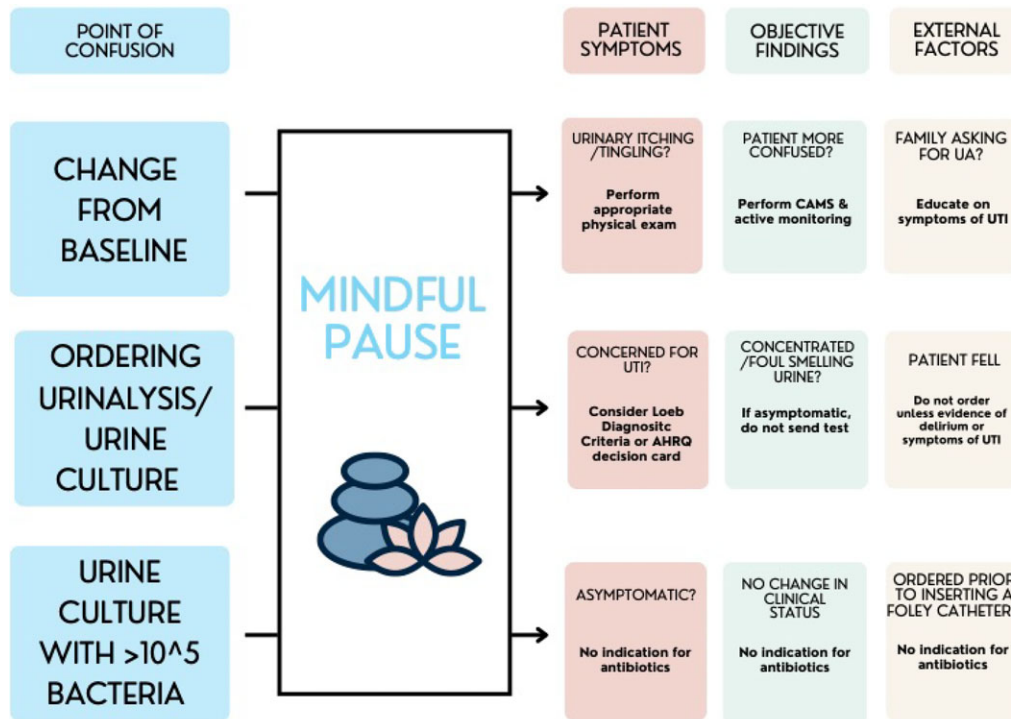 POINT OF
CONFUSION
PATIENT
SYMPTOMS
OBJECTIVE
FINDINGS
EXTERNAL
FACTORS
CHANGE
FROM
BASELINE
MINDFUL
PAUSE
URINARY ITCHING
/TINGLING?
Perform
appropriate
physical exam
PATIENT MORE
CONFUSED?
Perform CAMS &
active monitoring
FAMILY ASKING
FOR UA?
Educate on
symptoms of UTI
ORDERING
URINALYSIS/
URINE
CULTURE
CONCERNED FOR
UTI?
Consider Loeb
Diagnositc
Criteria or AHRQ
decision card
CONCENTRATED
/FOUL SMELLING
URINE?
If asymptomatic,
do not send test
PATIENT FELL
Do not order
unless evidence of
delirium or
symptoms of UTI
URINE
CULTURE
WITH >10^5
BACTERIA
ASYMPTOMATIC?
No indication for
antibiotics
NO CHANGE IN
CLINICAL
STATUS
No indication for
antibiotics
ORDERED PRIOR
TO INSERTING A
FOLEY CATHETER
No indication for
antibiotics